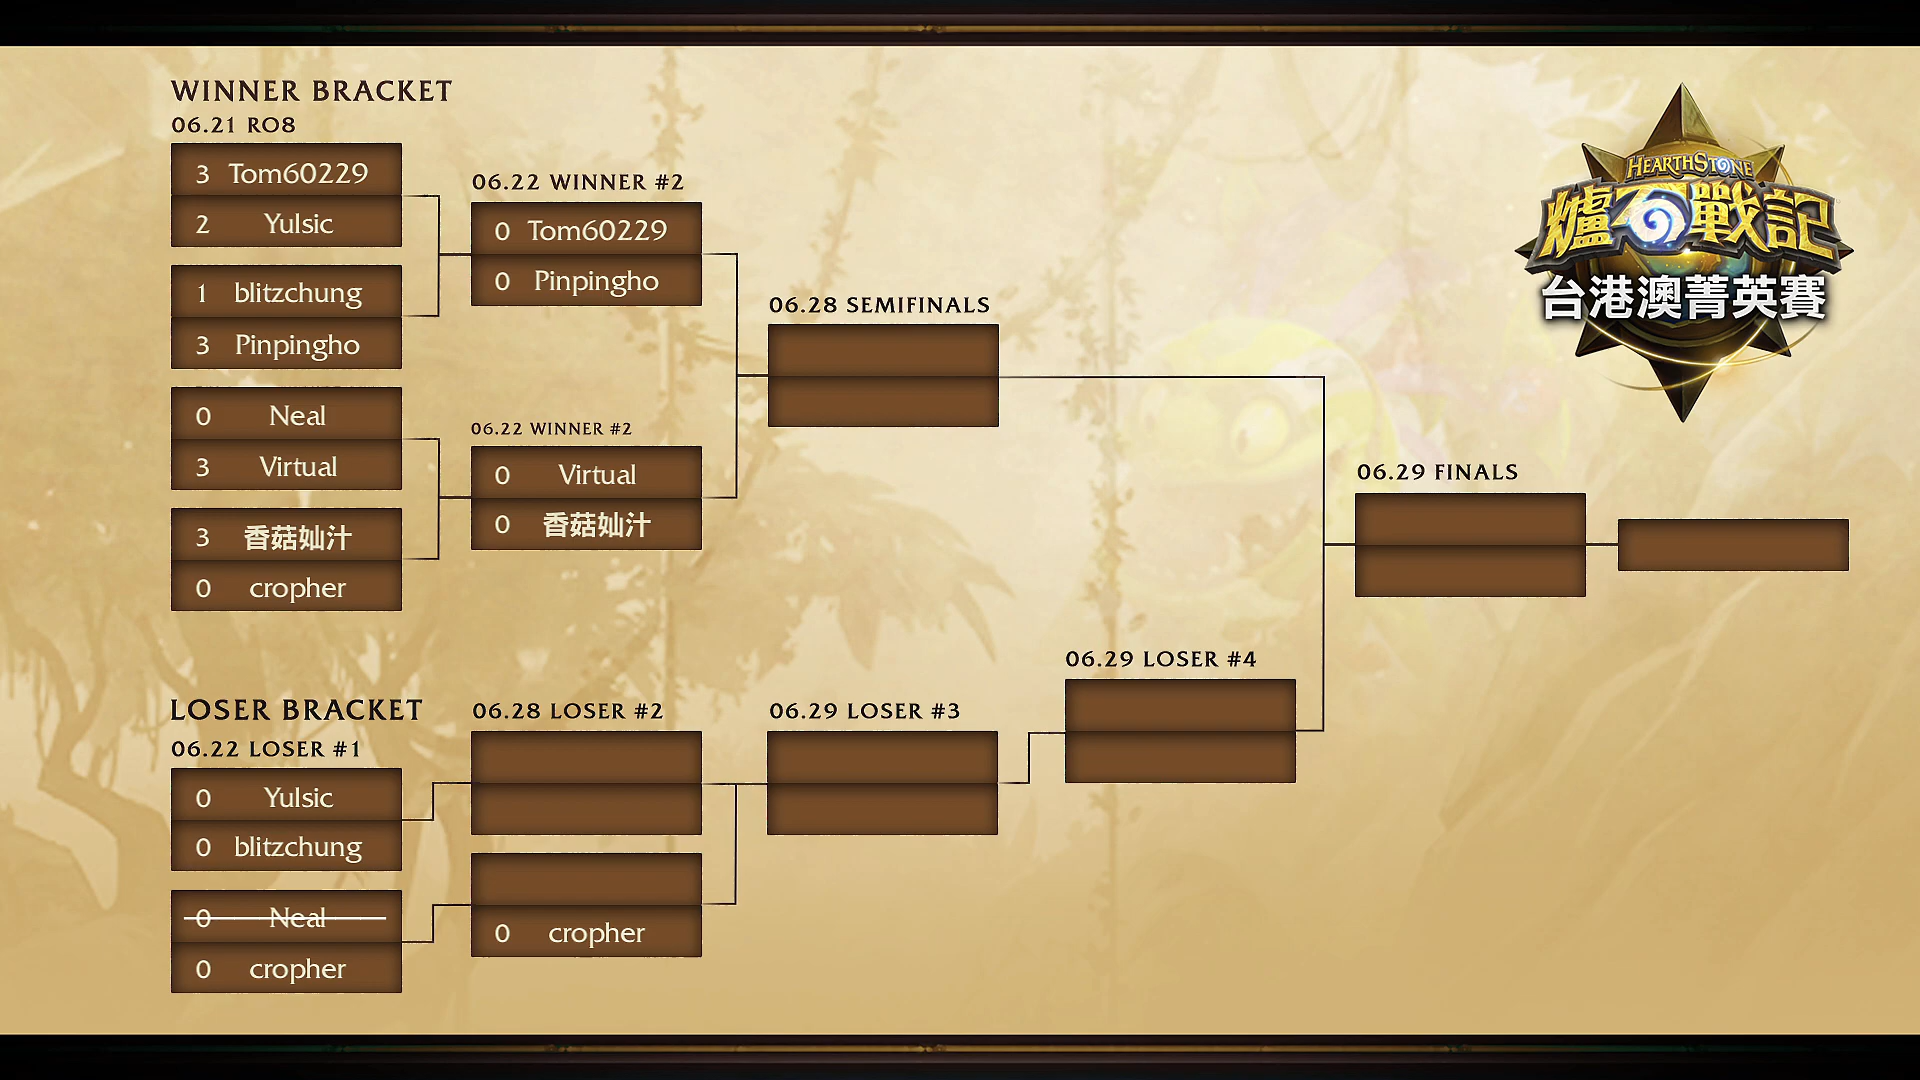 WINNER BRACKET
06.21 RO8
3 Tom60229
2 Yulsic
1 blitzchung
3 Pinpingho
0 Neal
3 Virtual
3 香菇灿汁
0 cropher
06.22 WINNER #2
0 Tom60229
0 Pinpingho
06.22 WINNER #2
0 Virtual
0 香菇灿汁
06.28 SEMIFINALS
06.29 FINALS
HEARTHSTONE
爐石戰記
台港澳菁英賽
LOSER BRACKET
06.22 LOSER #1
0 Yulsic
0 blitzchung
0 Neal
0 cropher
06.28 LOSER #2
0 cropher
06.29 LOSER #3
06.29 LOSER #4